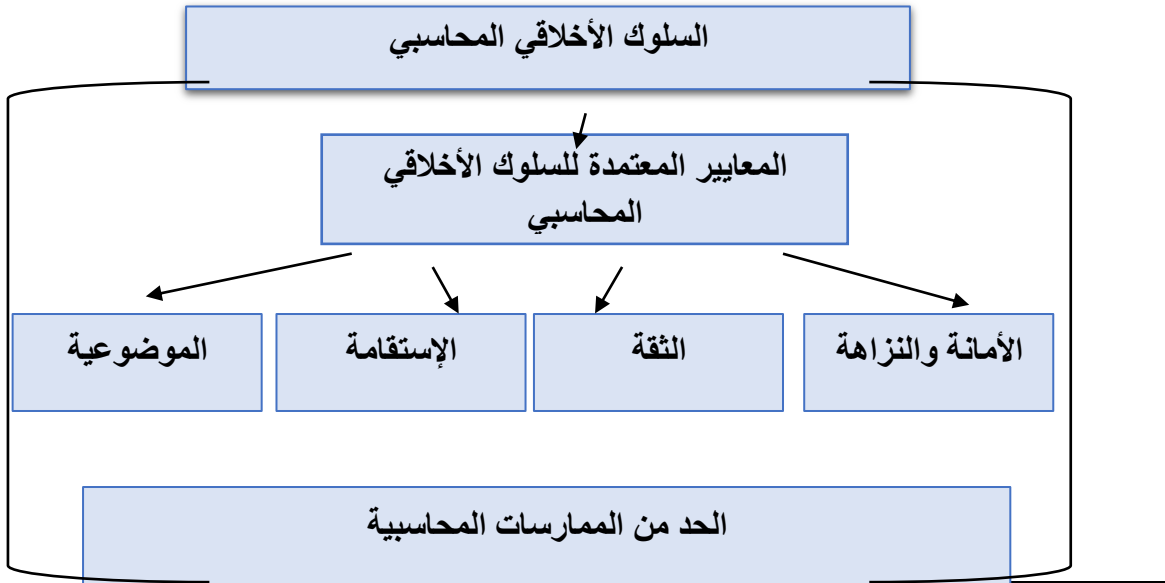 السلوك الأخلاقي المحاسبي
المعايير المعتمدة للسلوك الأخلاقي
المحاسبي
الأمانة والنزاهة
الثقة
الإستقامة
الموضوعية
الحد من الممارسات المحاسبية